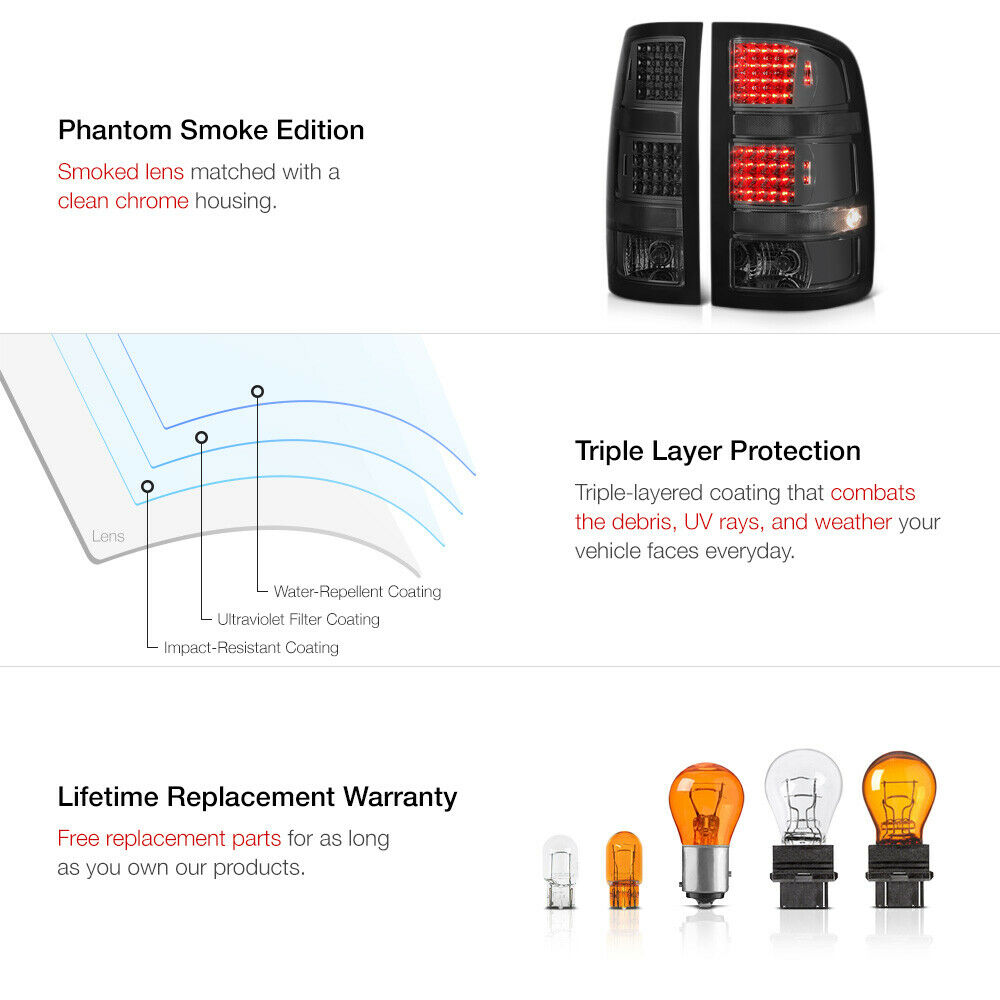 Phantom Smoke Edition
Smoked lens matched with a
clean chrome housing.
Lens
Water-Repellent Coating
Ultraviolet Filter Coating
Impact-Resistant Coating
Triple Layer Protection
Triple-layered coating that combats
the debris, UV rays, and weather your
vehicle faces everyday.
Lifetime Replacement Warranty
Free replacement parts for as long
as you own our products.